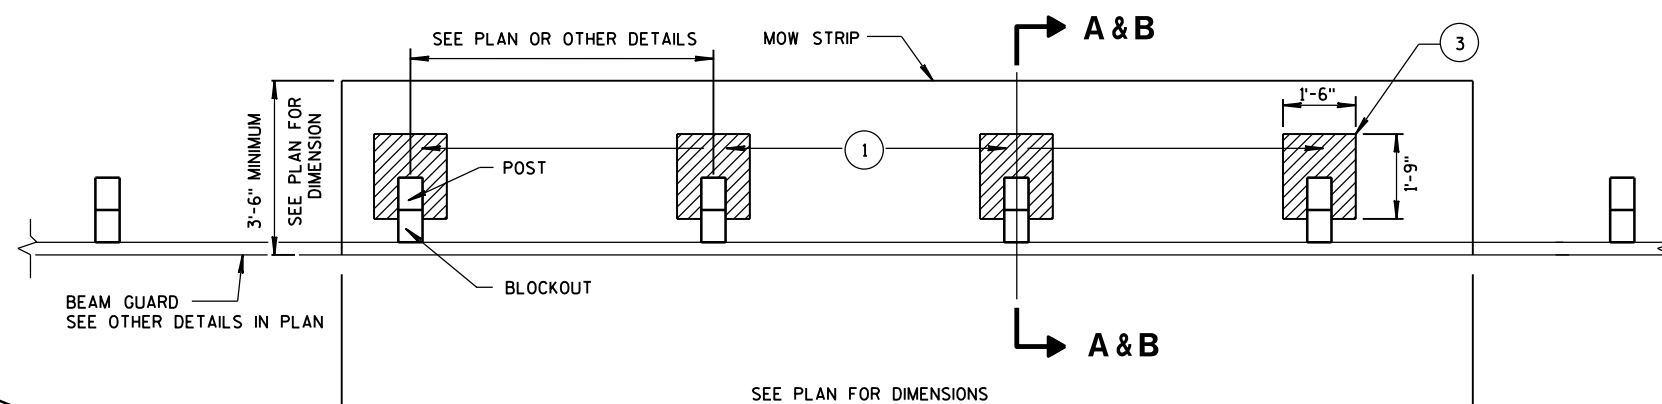 A & B
SEE PLAN OR OTHER DETAILS
MOW STRIP
3
1'-6"
3'-6" MINIMUM
SEE PLAN FOR
DIMENSION
1
1'-9"
POST
BLOCKOUT
BEAM GUARD
SEE OTHER DETAILS IN PLAN
A & B
SEE PLAN FOR DIMENSIONS